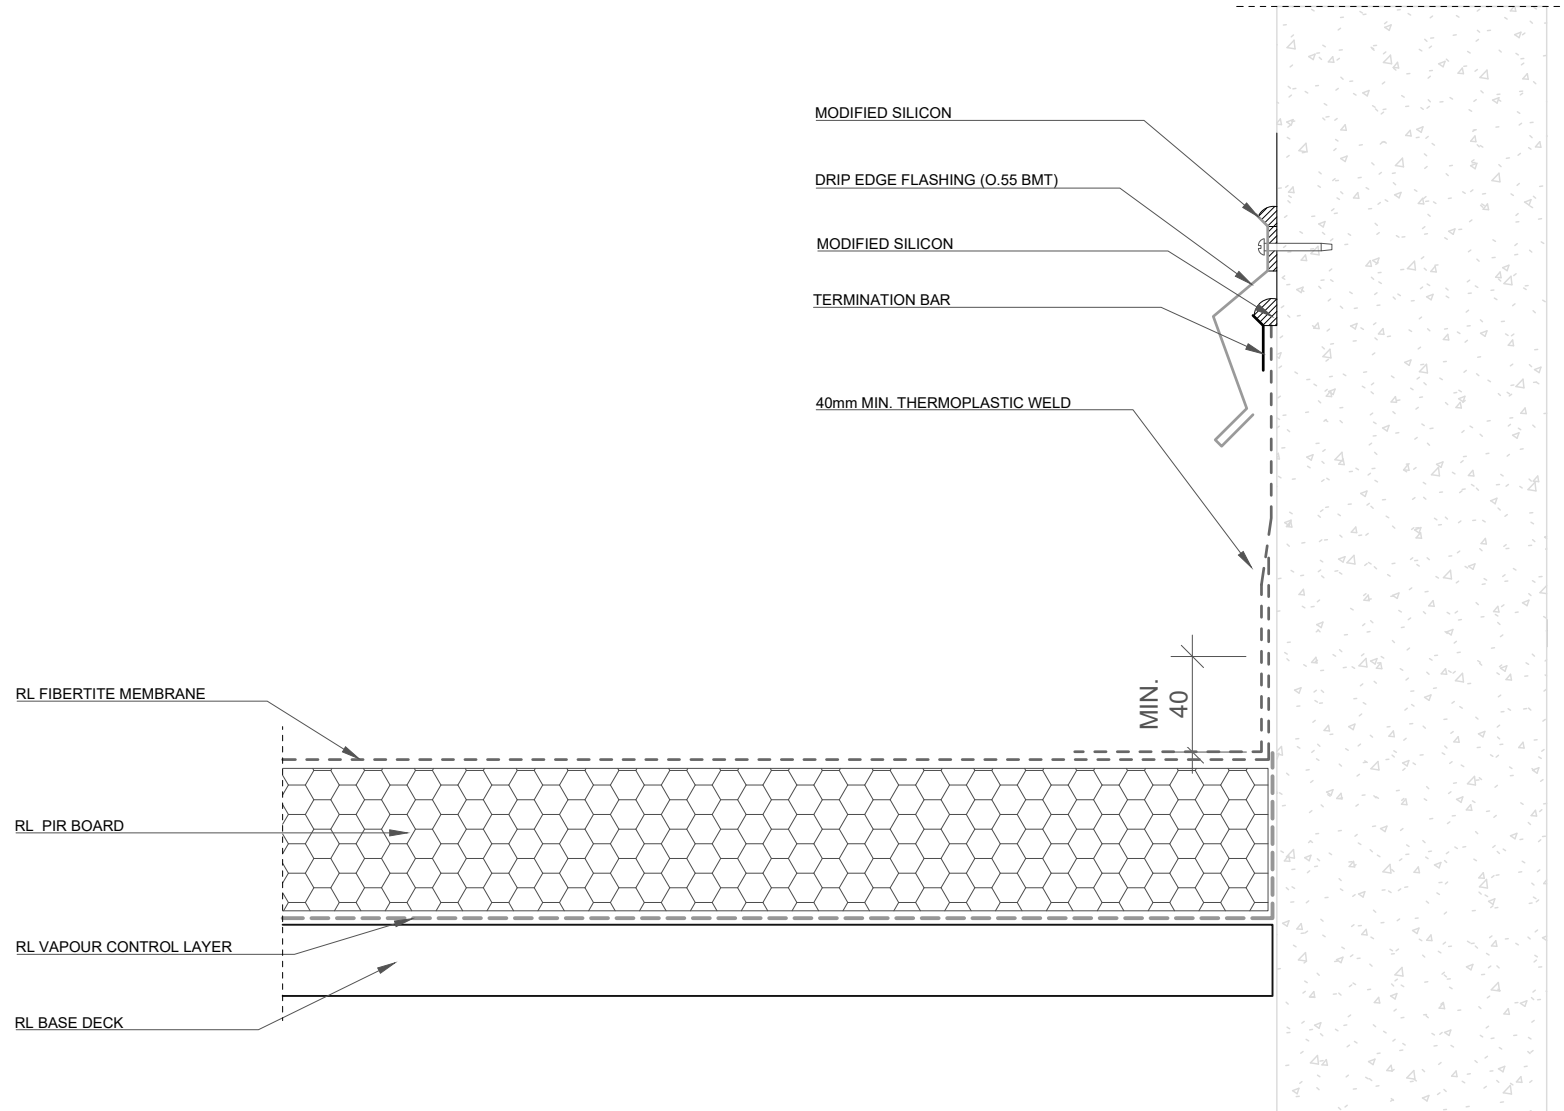 MODIFIED SILICON
DRIP EDGE FLASHING (O.55 BMT)
MODIFIED SILICON
TERMINATION BAR
40mm MIN. THERMOPLASTIC WELD
RL FIBERTITE MEMBRANE
MIN.
40
RL PIR BOARD
RL VAPOUR CONTROL LAYER
RL BASE DECK